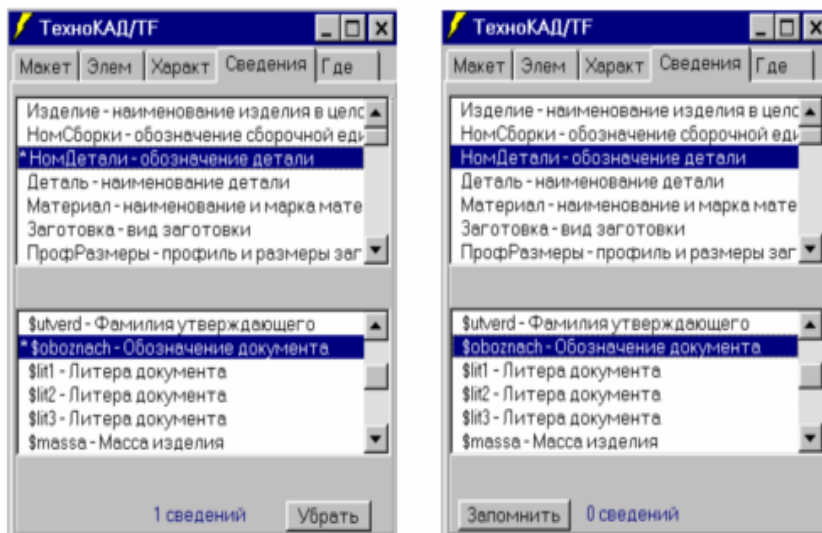 ТехноКАД/TF
Макет Элем Характ Сведения Где
Изделие - наименование изделия в целс
НомСборки - обозначение сборочной еди
* НомДетали - обозначение детали
Деталь - наименование детали
Материал - наименование и марка мате
Заготовка - вид заготовки
ПрофРазмеры - профиль и размеры заг
$utverd - Фамилия утверждающего
* $oboznach - Обозначение документа
$lit1 - Литера документа
$lit2 - Литера документа
$lit3 - Литера документа
$massa - Масса изделия
1 сведений Убрать
ТехноКАД/TF
Макет Элем Характ Сведения Где
Изделие - наименование изделия в целс
НомСборки - обозначение сборочной еди
НомДетали - обозначение детали
Деталь - наименование детали
Материал - наименование и марка мате
Заготовка - вид заготовки
ПрофРазмеры - профиль и размеры заг
$utverd - Фамилия утверждающего
$oboznach - Обозначение документа
$lit1 - Литера документа
$lit2 - Литера документа
$lit3 - Литера документа
$massa - Масса изделия
Запомнить 0 сведений